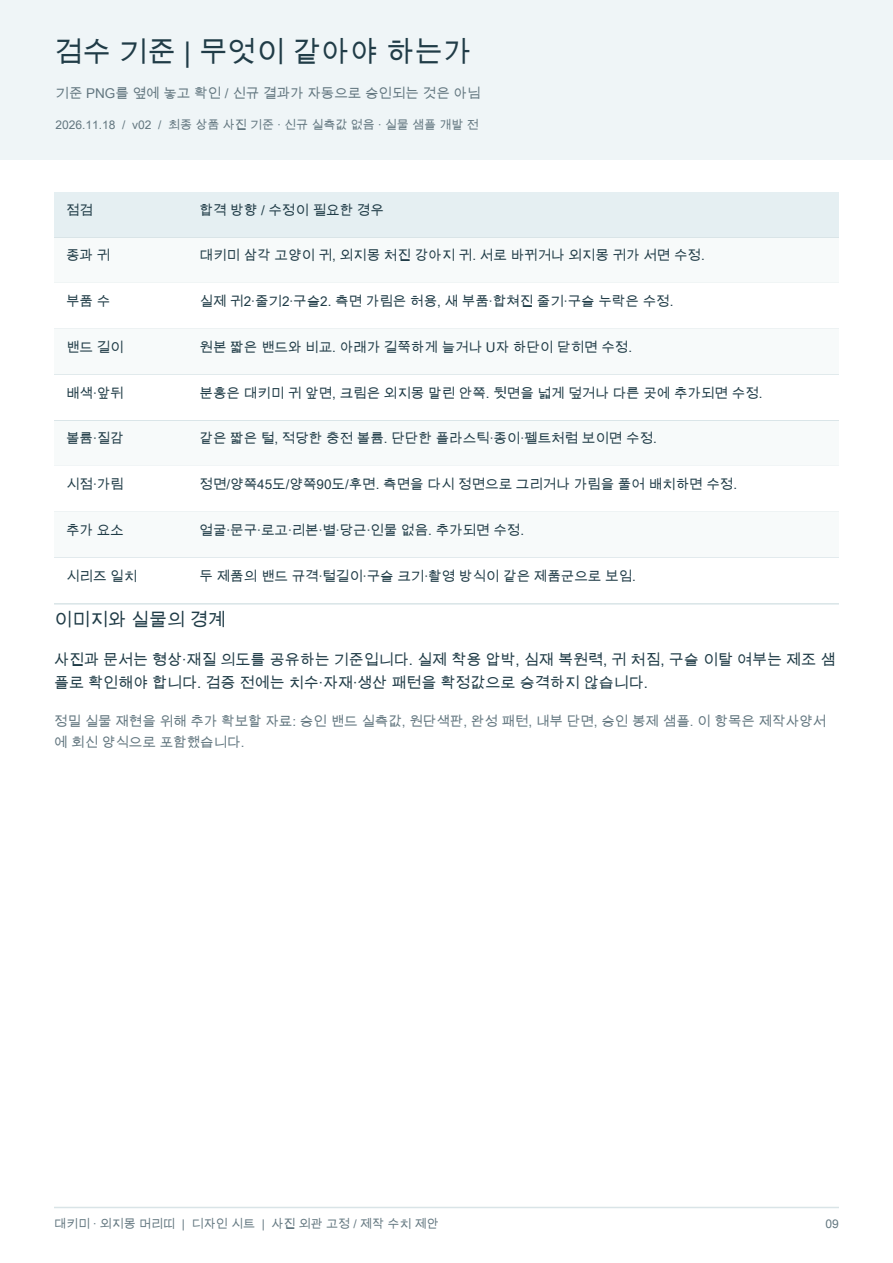 검수 기준 | 무엇이 같아야 하는가
기준 PNG를 옆에 놓고 확인 / 신규 결과가 자동으로 승인되는 것은 아님
2026.11.18 / v02 / 최종 상품 사진 기준 · 신규 실측값 없음 · 실물 샘플 개발 전
점검 합격 방향 / 수정이 필요한 경우
종과 귀 대키미 삼각 고양이 귀, 외지몽 처진 강아지 귀. 서로 바뀌거나 외지몽 귀가 서면 수정.
부품 수 실제 귀2·줄기2·구슬2. 측면 가림은 허용, 새 부품·합쳐진 줄기·구슬 누락은 수정.
밴드 길이 원본 짧은 밴드와 비교. 아래가 길쭉하게 늘거나 U자 하단이 닫히면 수정.
배색·앞뒤 분홍은 대키미 귀 앞면, 크림은 외지몽 말린 안쪽. 뒷면을 넓게 덮거나 다른 곳에 추가되면 수정.
볼륨·질감 같은 짧은 털, 적당한 충전 볼륨. 단단한 플라스틱·종이·펠트처럼 보이면 수정.
시점·가림 정면/양쪽45도/양쪽90도/후면. 측면을 다시 정면으로 그리거나 가림을 풀어 배치하면 수정.
추가 요소 얼굴·문구·로고·리본·별·당근·인물 없음. 추가되면 수정.
시리즈 일치 두 제품의 밴드 규격·털길이·구슬 크기·촬영 방식이 같은 제품군으로 보임.
이미지와 실물의 경계
사진과 문서는 형상·재질 의도를 공유하는 기준입니다. 실제 착용 압박, 심재 복원력, 귀 처짐, 구슬 이탈 여부는 제조 샘
플로 확인해야 합니다. 검증 전에는 치수·자재·생산 패턴을 확정값으로 승격하지 않습니다.
정밀 실물 재현을 위해 추가 확보할 자료: 승인 밴드 실측값, 원단색판, 완성 패턴, 내부 단면, 승인 봉제 샘플. 이 항목은 제작사양서
에 회신 양식으로 포함했습니다.
대키미 · 외지몽 머리띠 | 디자인 시트 | 사진 외관 고정 / 제작 수치 제안 09